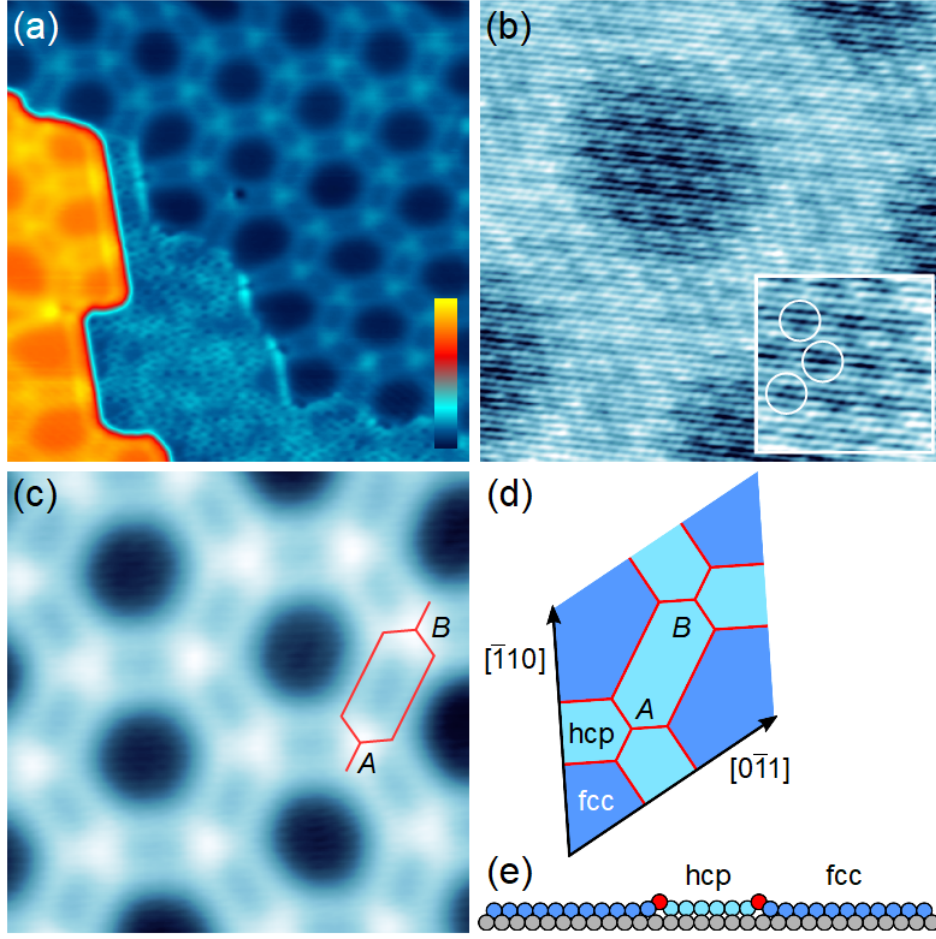 (a)
(b)
(c)
B
A
(d)
[1̅10]
B
A
hcp
fcc
[01̅1]
(e)
hcp
fcc